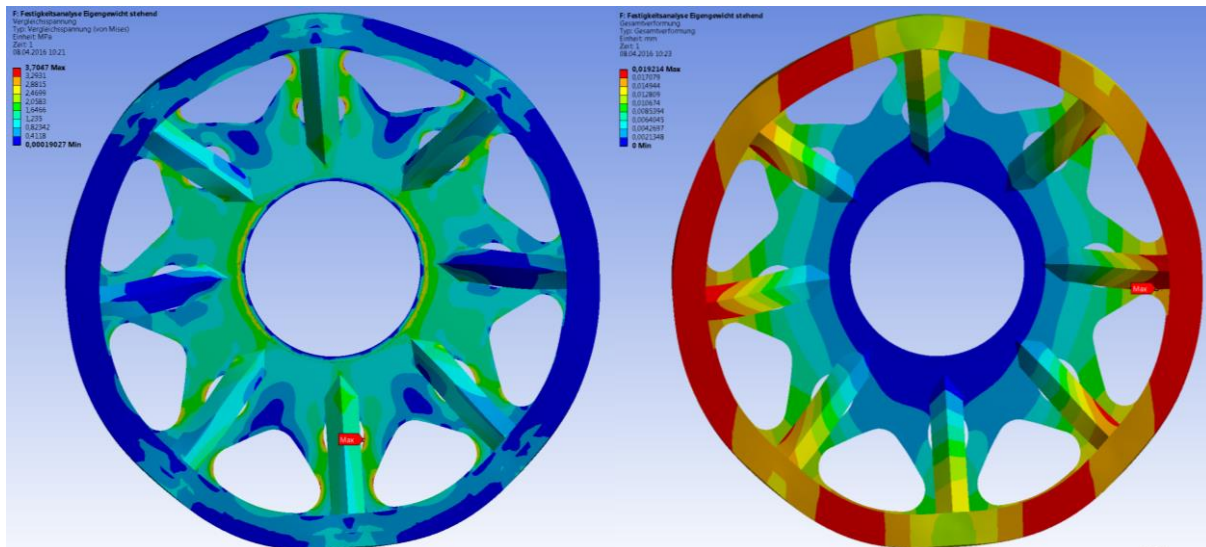 F: Festigkeitsanalyse Eigengewicht stehend
Vergleichsspannung
Typ: Vergleichsspannung (von Mises)
Einheit: MPa
Zeit: 1
08.04.2016 10:21
3,7047 Max
3,2931
2,8815
2,4699
2,0583
1,6466
1,235
0,82342
0,4118
0,00019027 Min
Max
F: Festigkeitsanalyse Eigengewicht stehend
Gesamtverformung
Typ: Gesamtverformung
Einheit: mm
Zeit: 1
08.04.2016 10:23
0,019214 Max
0,017079
0,014944
0,012809
0,010674
0,0085394
0,0064045
0,0042697
0,0021348
0 Min
Max